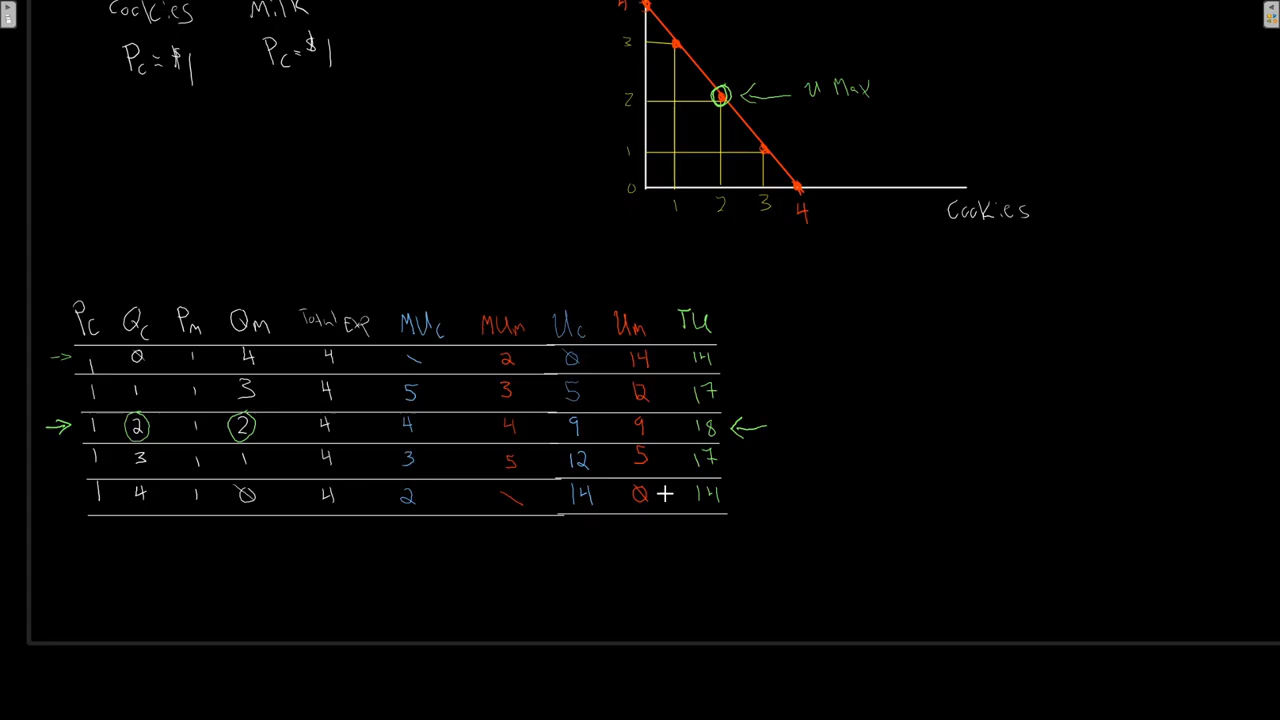 Cookies Milk
Pc = $1 Pc = $1
4
3
2
1
0
u Max
1 2 3 4
Cookies
Pc Qc Pm Qm Total Exp MUc MUm Uc Um TU
-> 1 0 1 4 4 \ 2 0 14 14
1 1 1 3 4 5 3 5 12 17
-> 1 2 1 2 4 4 4 9 9 18 <-
1 3 1 1 4 3 5 12 5 17
1 4 1 0 4 2 \ 14 0 + 14